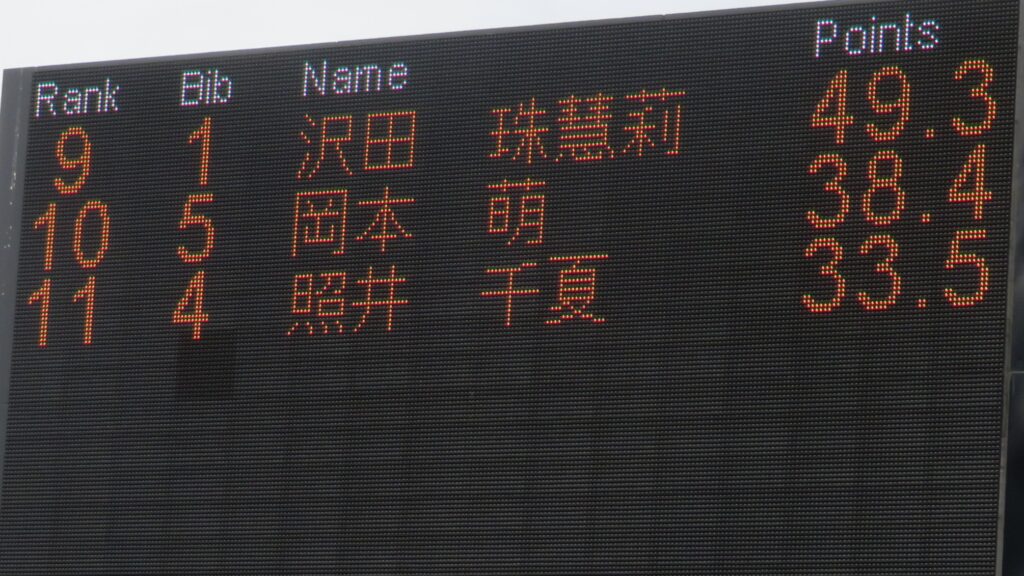 Rank Bib Name Points
9 1 沢田 珠慧莉 49.3
10 5 岡本 萌 38.4
11 4 照井 千夏 33.5